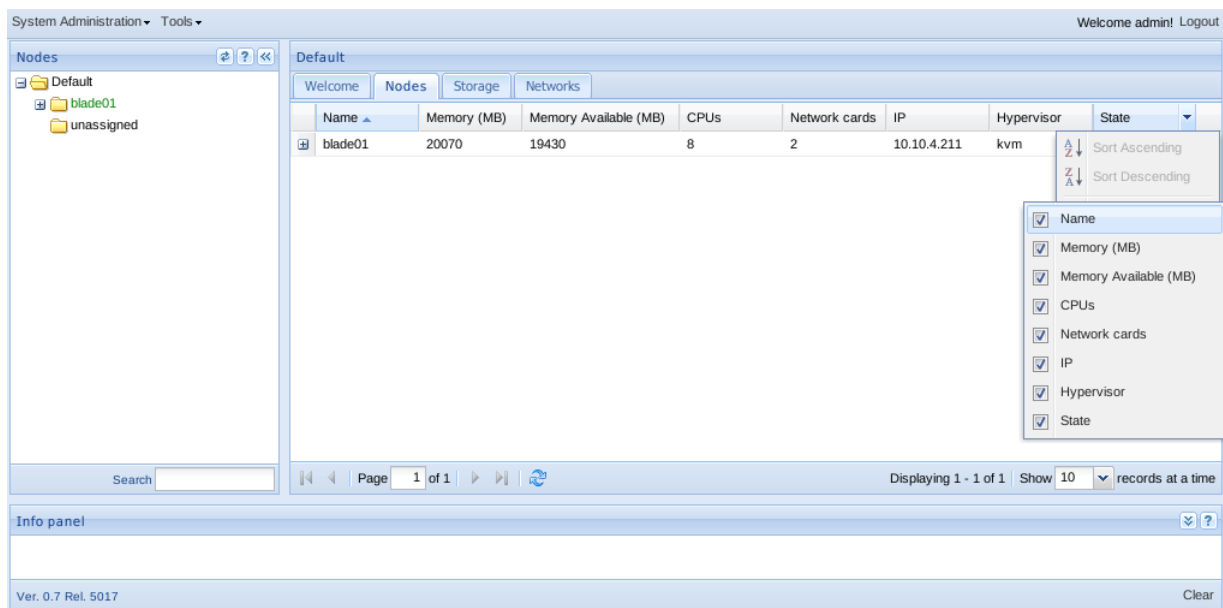 System Administration Tools Welcome admin! Logout
Nodes
Default
blade01
unassigned
Search
Default
Welcome Nodes Storage Networks
Name Memory (MB) Memory Available (MB) CPUs Network cards IP Hypervisor State
blade01 20070 19430 8 2 10.10.4.211 kvm
Sort Ascending
Sort Descending
Name
Memory (MB)
Memory Available (MB)
CPUs
Network cards
IP
Hypervisor
State
Page 1 of 1 Displaying 1 - 1 of 1 Show 10 records at a time
Info panel
Ver. 0.7 Rel. 5017 Clear